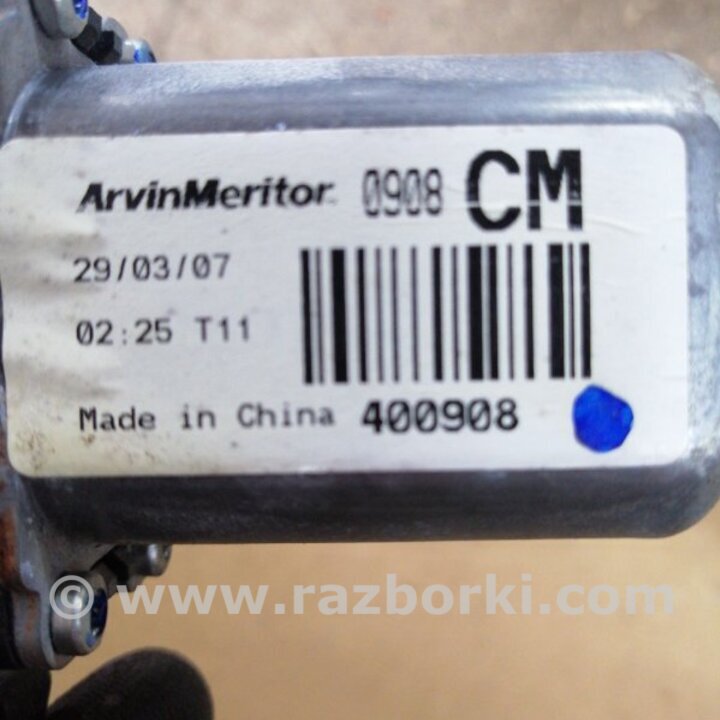 ArvinMeritor 0908 CM
29/03/07
02:25 T11
Made in China 400908
© www.razborki.com